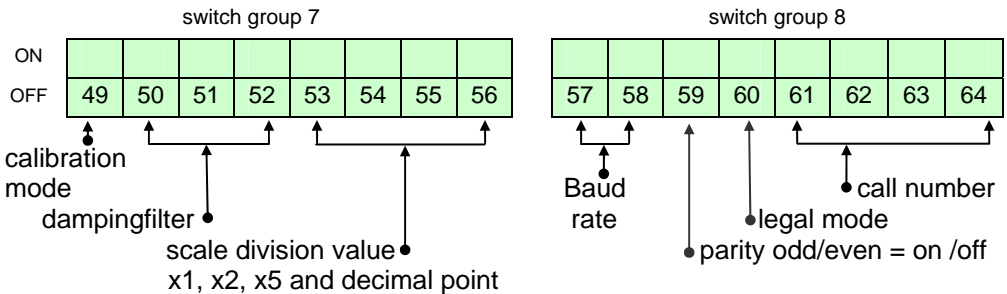 switch group 7 switch group 8
ON
OFF 49 50 51 52 53 54 55 56 57 58 59 60 61 62 63 64
calibration
mode
dampingfilter
scale division value
x1, x2, x5 and decimal point
Baud
rate
call number
legal mode
parity odd/even = on /off